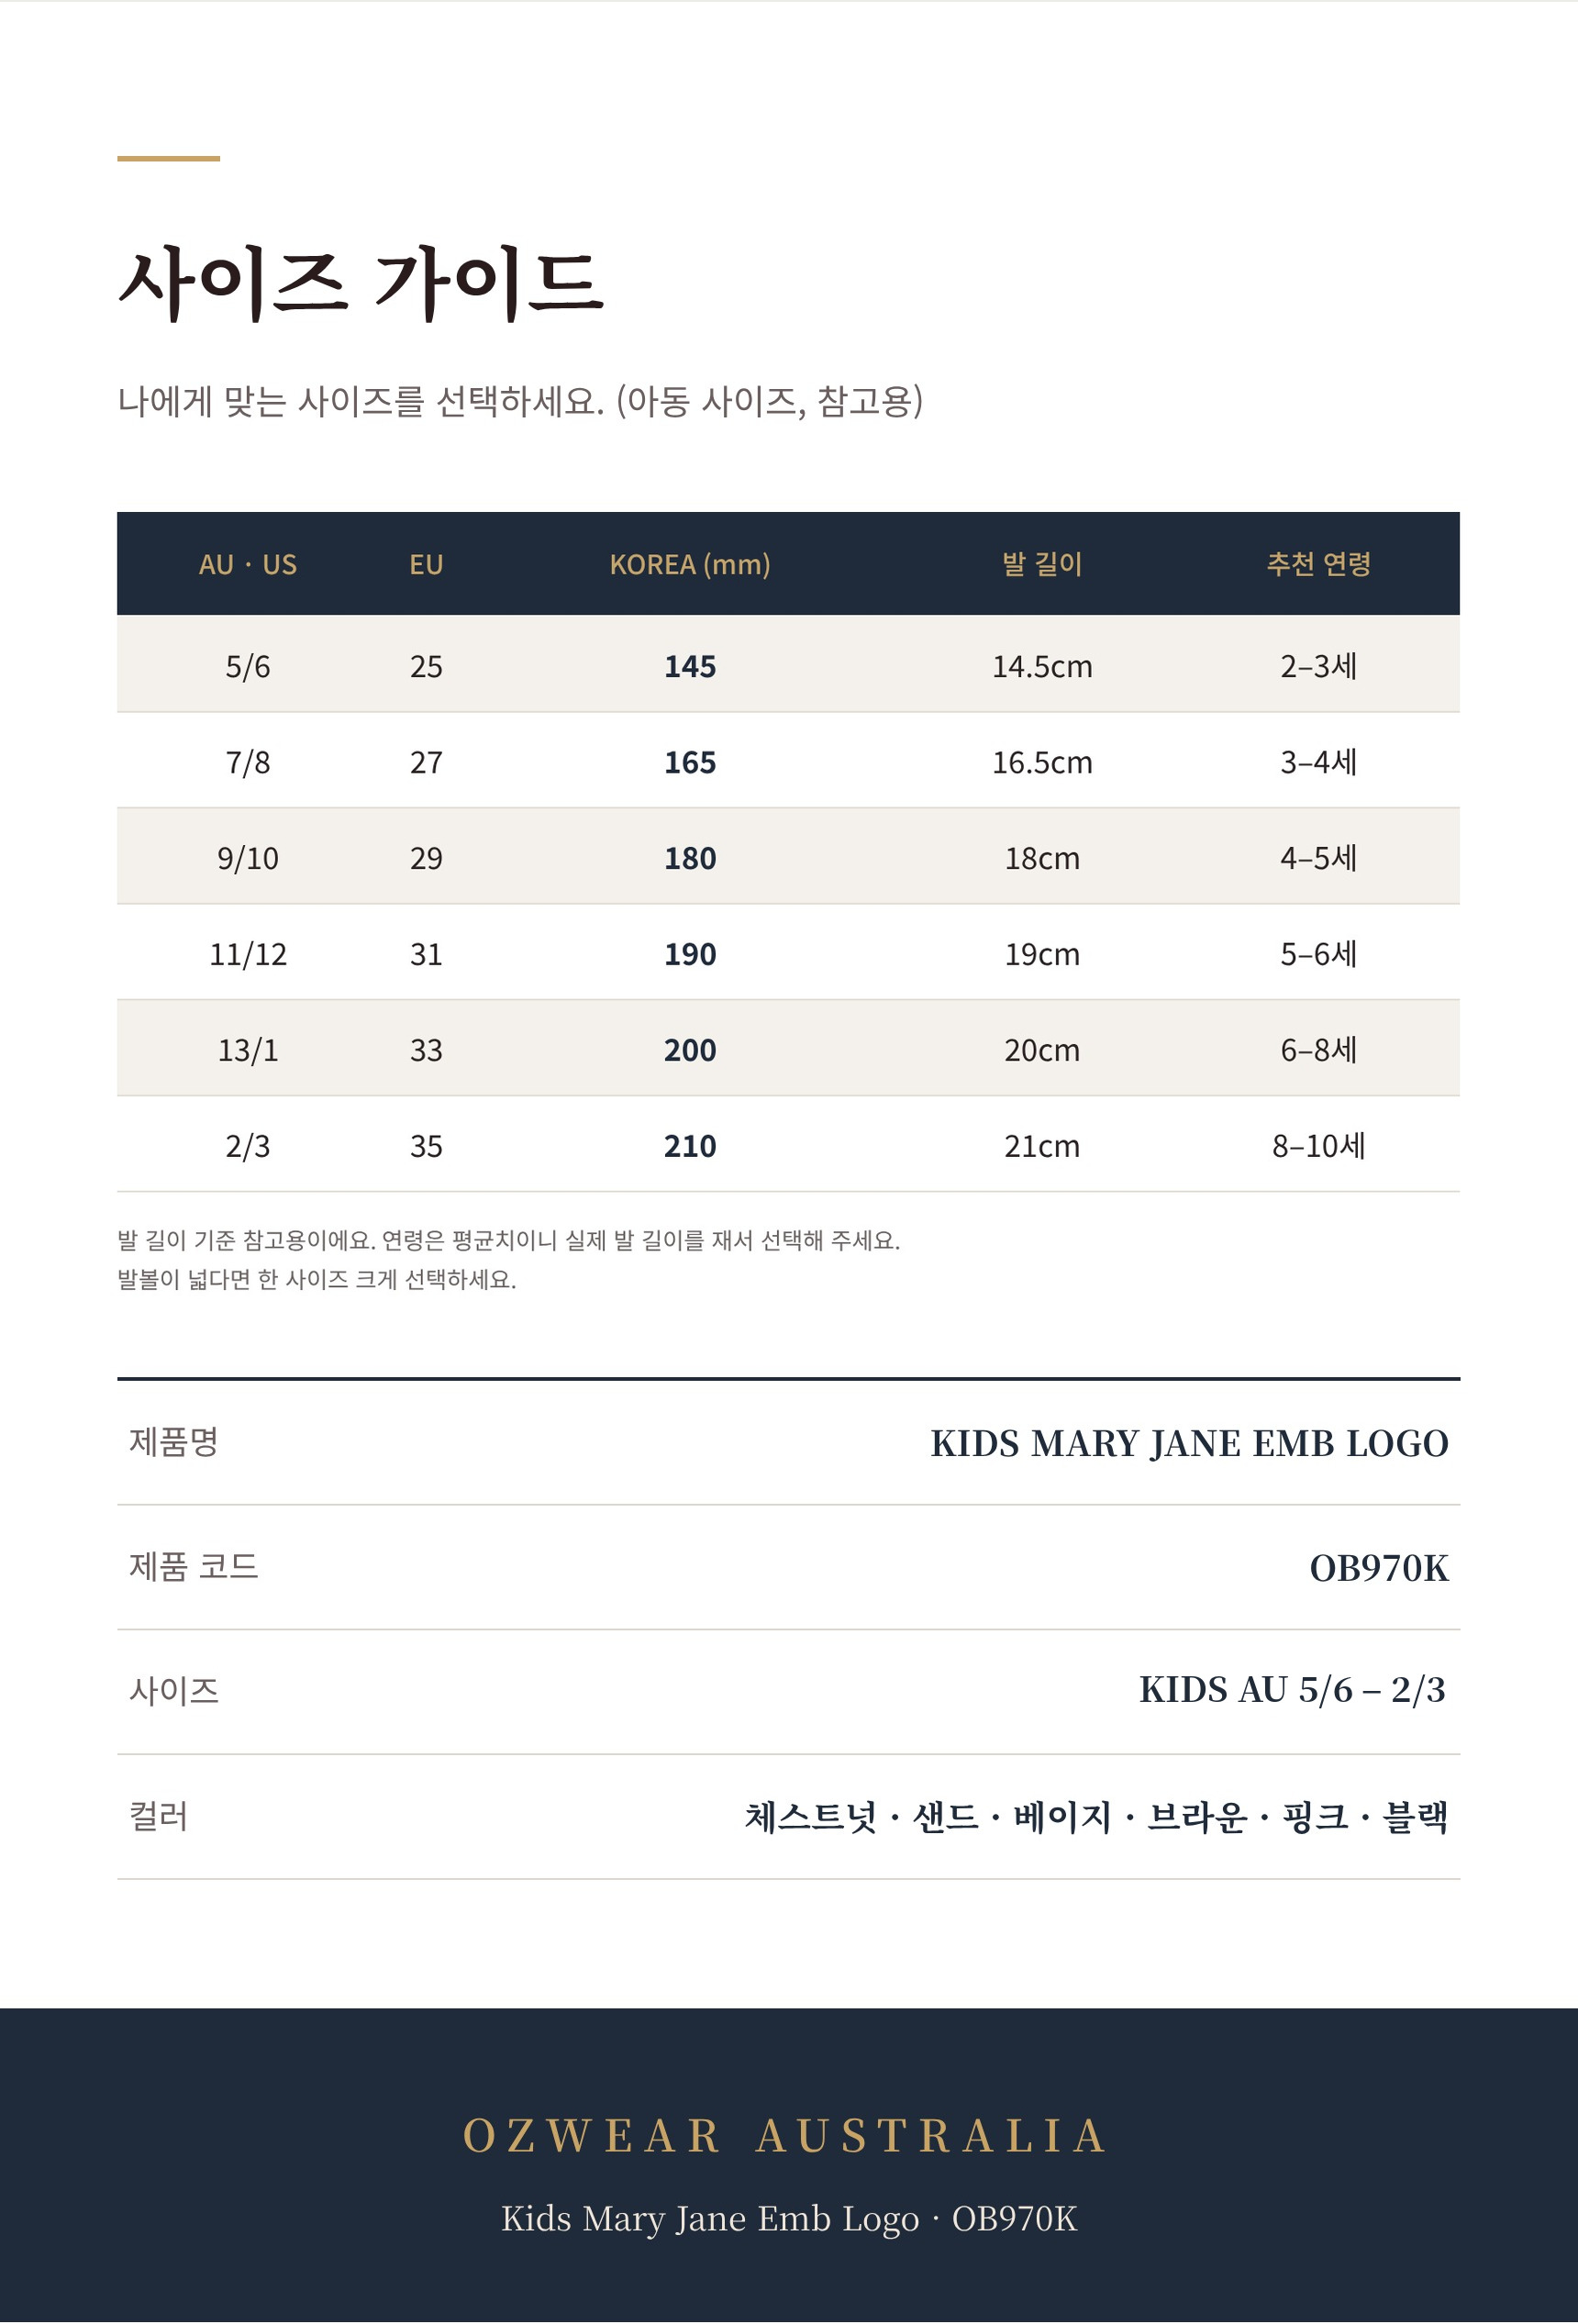 사이즈 가이드
나에게 맞는 사이즈를 선택하세요. (아동 사이즈, 참고용)
AU · US EU KOREA (mm) 발 길이 추천 연령
5/6 25 145 14.5cm 2–3세
7/8 27 165 16.5cm 3–4세
9/10 29 180 18cm 4–5세
11/12 31 190 19cm 5–6세
13/1 33 200 20cm 6–8세
2/3 35 210 21cm 8–10세
발 길이 기준 참고용이에요. 연령은 평균치이니 실제 발 길이를 재서 선택해 주세요.
발볼이 넓다면 한 사이즈 크게 선택하세요.
제품명 KIDS MARY JANE EMB LOGO
제품 코드 OB970K
사이즈 KIDS AU 5/6 – 2/3
컬러 체스트넛 · 샌드 · 베이지 · 브라운 · 핑크 · 블랙
OZWEAR AUSTRALIA
Kids Mary Jane Emb Logo · OB970K